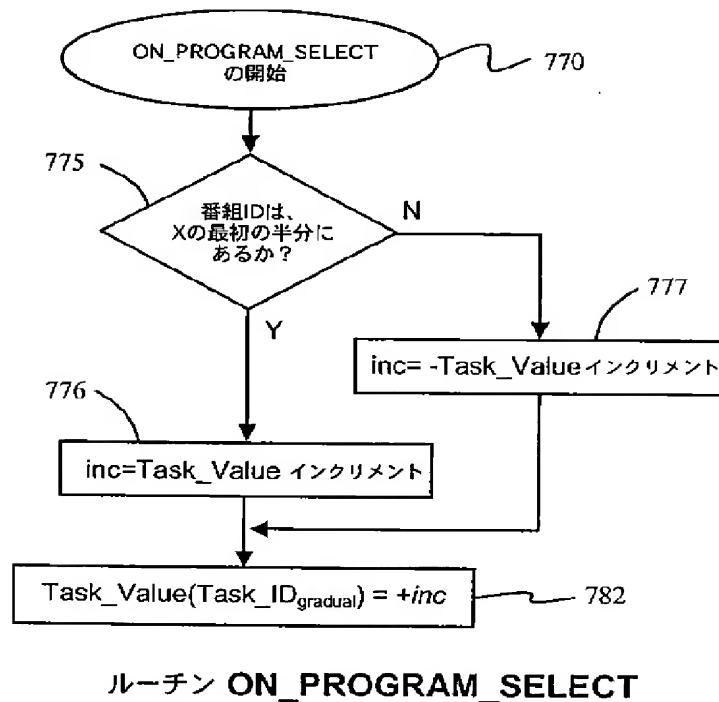 ON_PROGRAM_SELECT
の開始
770
775
番組IDは、
Xの最初の半分に
あるか？
N
Y
777
inc= -Task_Valueインクリメント
776
inc=Task_Value インクリメント
Task_Value(Task_IDgradual) = +inc
782
ルーチン ON_PROGRAM_SELECT